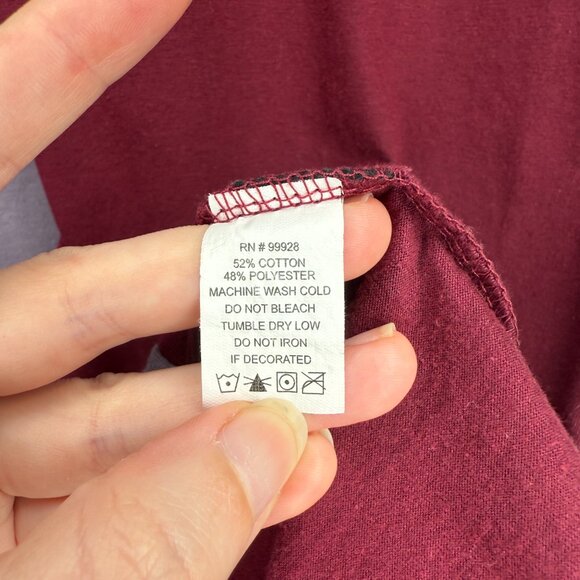 RN # 99928
52% COTTON
48% POLYESTER
MACHINE WASH COLD
DO NOT BLEACH
TUMBLE DRY LOW
DO NOT IRON
IF DECORATED